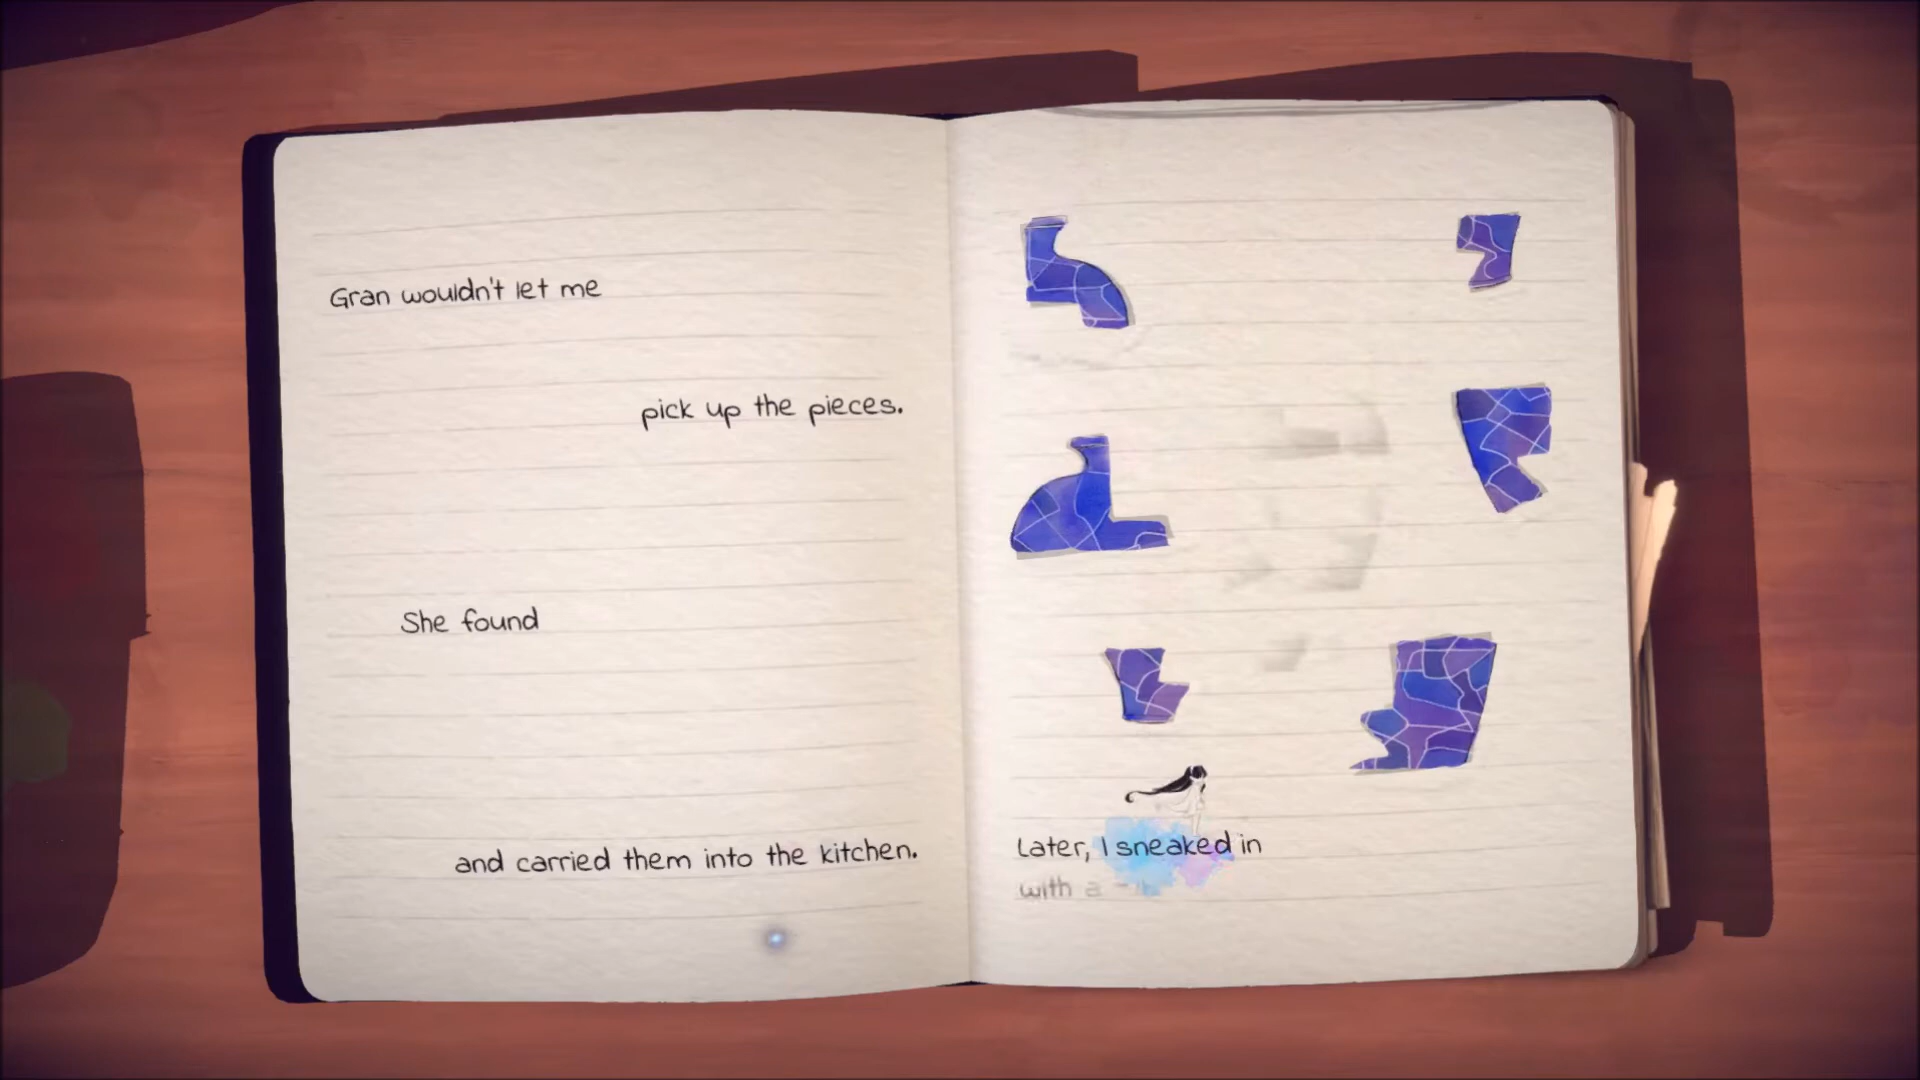 Gran wouldn't let me
pick up the pieces.
She found
and carried them into the kitchen.
Later, I sneaked in
with a